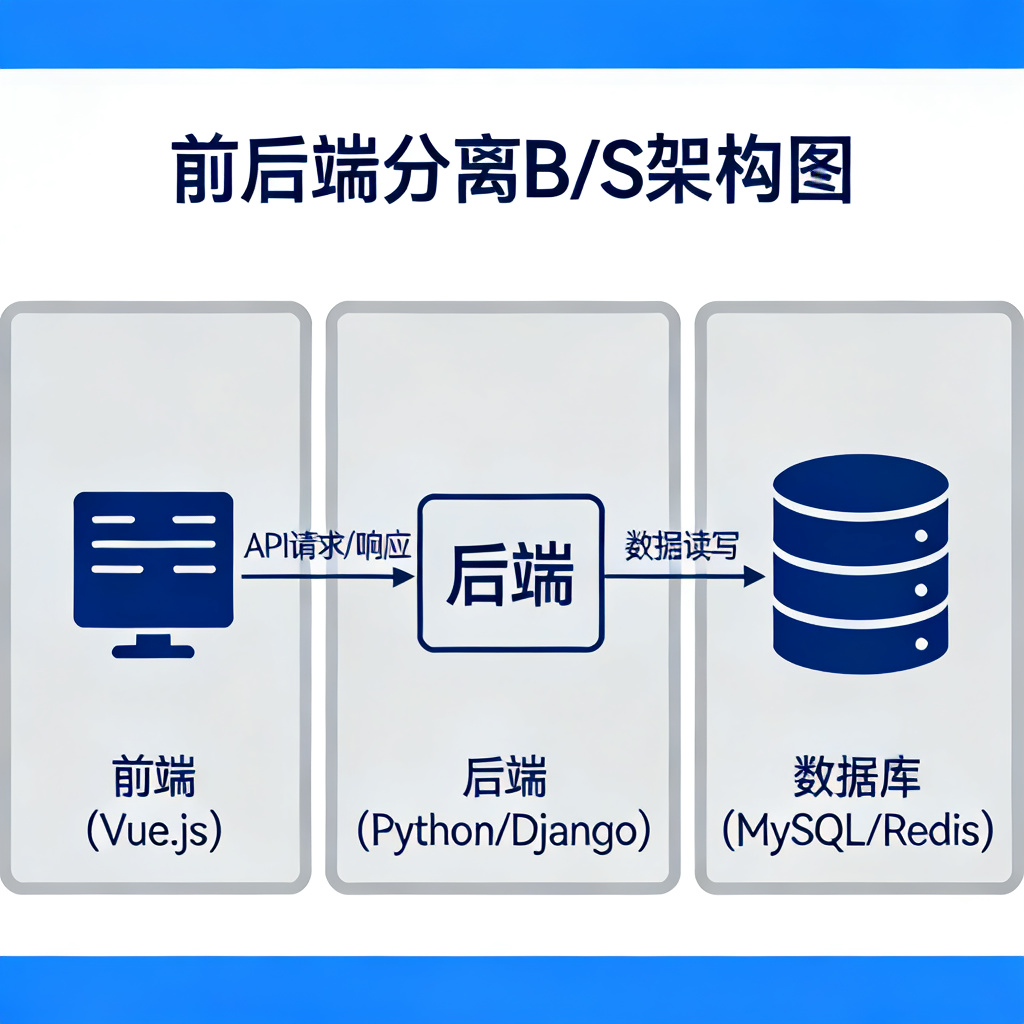 前后端分离B/S架构图
API请求/响应
后端
数据读写
前端
(Vue.js)
后端
(Python/Django)
数据库
(MySQL/Redis)